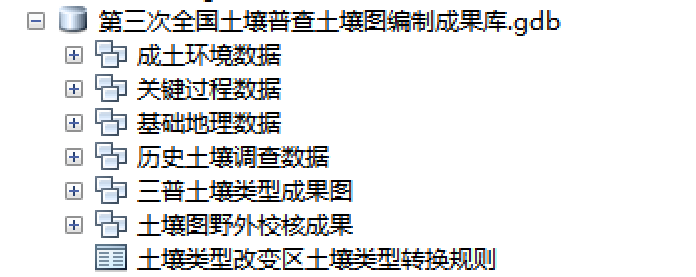 第三次全国土壤普查土壤图编制成果库.gdb
成土环境数据
关键过程数据
基础地理数据
历史土壤调查数据
三普土壤类型成果图
土壤图野外校核成果
土壤类型改变区土壤类型转换规则